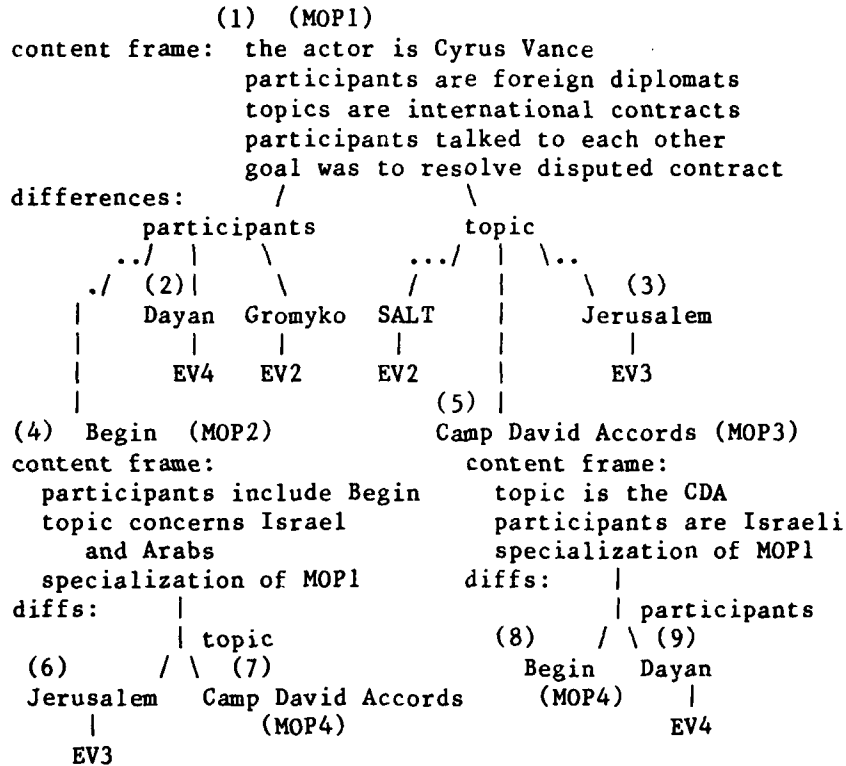 (1) (MOP1)
content frame: the actor is Cyrus Vance
participants are foreign diplomats
topics are international contracts
participants talked to each other
goal was to resolve disputed contract
differences: / \
participants topic
../ | \ .../ | \..
./ (2)| \ / | \ (3)
| Dayan Gromyko SALT | Jerusalem
| | | | | |
| EV4 EV2 EV2 | EV3
| (5) |
(4) Begin (MOP2) Camp David Accords (MOP3)
content frame: content frame:
participants include Begin topic is the CDA
topic concerns Israel participants are Israeli
and Arabs specialization of MOP1
specialization of MOP1 diffs: |
diffs: | | participants
| topic (8) / \ (9)
(6) / \ (7) Begin Dayan
Jerusalem Camp David Accords (MOP4) |
| (MOP4) EV4
EV3